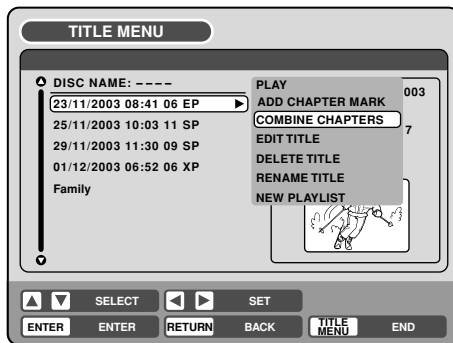 TITLE MENU
DISC NAME: – – – –
23/11/2003 08:41 06 EP
25/11/2003 10:03 11 SP
29/11/2003 11:30 09 SP
01/12/2003 06:52 06 XP
Family
PLAY
ADD CHAPTER MARK
COMBINE CHAPTERS
EDIT TITLE
DELETE TITLE
RENAME TITLE
NEW PLAYLIST
003
7
SELECT SET
ENTER ENTER RETURN BACK TITLE MENU END